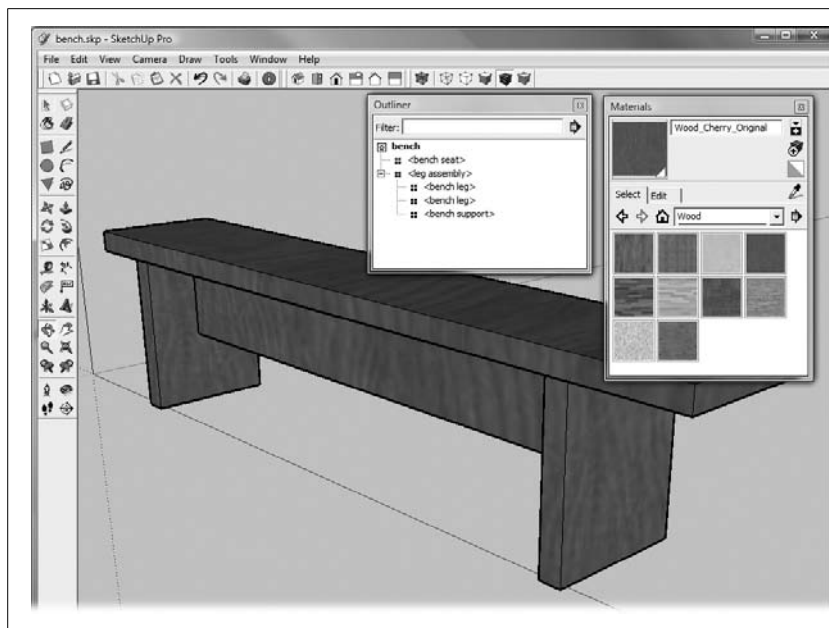 bench.skp - SketchUp Pro
File Edit View Camera Draw Tools Window Help
Outliner
Filter:
bench
<bench seat>
<leg assembly>
<bench leg>
<bench leg>
<bench support>
Materials
Wood_Cherry_Original
Select Edit
Wood